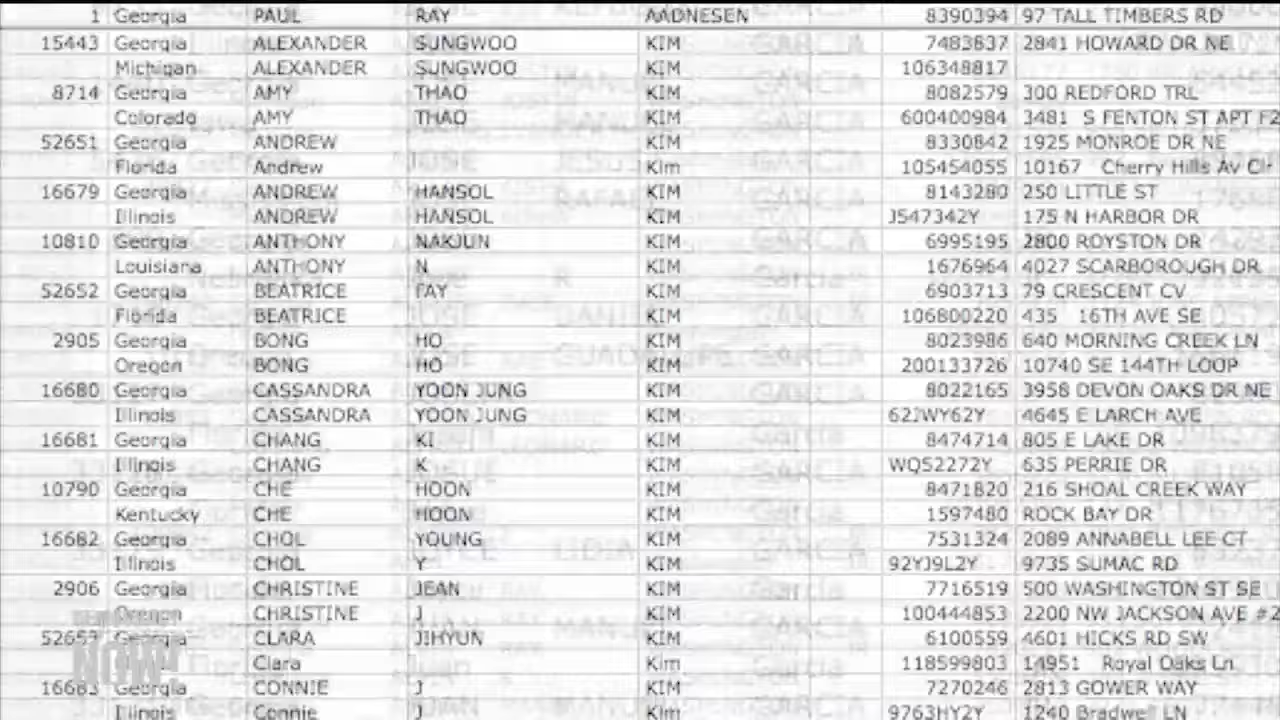 1 Georgia PAUL RAY AADNESEN 8390394 97 TALL TIMBERS RD
15443 Georgia ALEXANDER SUNGWOO KIM 7483837 2841 HOWARD DR NE
Michigan ALEXANDER SUNGWOO KIM 106348817
8714 Georgia AMY THAO KIM 8082579 300 REDFORD TRL
Colorado AMY THAO KIM 600400984 3481 S FENTON ST APT F2
52651 Georgia ANDREW KIM 8330842 1925 MONROE DR NE
Florida Andrew Kim 105454055 10167 Cherry Hills Av Cir
16679 Georgia ANDREW HANSOL KIM 8143280 250 LITTLE ST
Illinois ANDREW HANSOL KIM J547342Y 175 N HARBOR DR
10810 Georgia ANTHONY NAKJUN KIM 6995195 2800 ROYSTON DR
Louisiana ANTHONY N KIM 1676964 4027 SCARBOROUGH DR
52652 Georgia BEATRICE FAY KIM 6903713 79 CRESCENT CV
Florida BEATRICE KIM 106800220 435 16TH AVE SE
2905 Georgia BONG HO KIM 8023986 640 MORNING CREEK LN
Oregon BONG HO KIM 200133726 10740 SE 144TH LOOP
16680 Georgia CASSANDRA YOON JUNG KIM 8022165 3958 DEVON OAKS DR NE
Illinois CASSANDRA YOON JUNG KIM 62JWY62Y 4645 E LARCH AVE
16681 Georgia CHANG KI KIM 8474714 805 E LAKE DR
Illinois CHANG K KIM WQ52272Y 635 PERRIE DR
10790 Georgia CHE HOON KIM 8471820 216 SHOAL CREEK WAY
Kentucky CHE HOON KIM 1597480 ROCK BAY DR
16682 Georgia CHOL YOUNG KIM 7531324 2089 ANNABELL LEE CT
Illinois CHOL Y KIM 92YJ9L2Y 9735 SUMAC RD
2906 Georgia CHRISTINE JEAN KIM 7716519 500 WASHINGTON ST SE
Oregon CHRISTINE J KIM 100444853 2200 NW JACKSON AVE #2
52653 Georgia CLARA JIHYUN KIM 6100559 4601 HICKS RD SW
Clara Kim 118599803 14951 Royal Oaks Ln
16683 Georgia CONNIE J KIM 7270246 2813 GOWER WAY
Illinois Connie J Kim 9763HY2Y 1240 Bradwell LN
NOW!